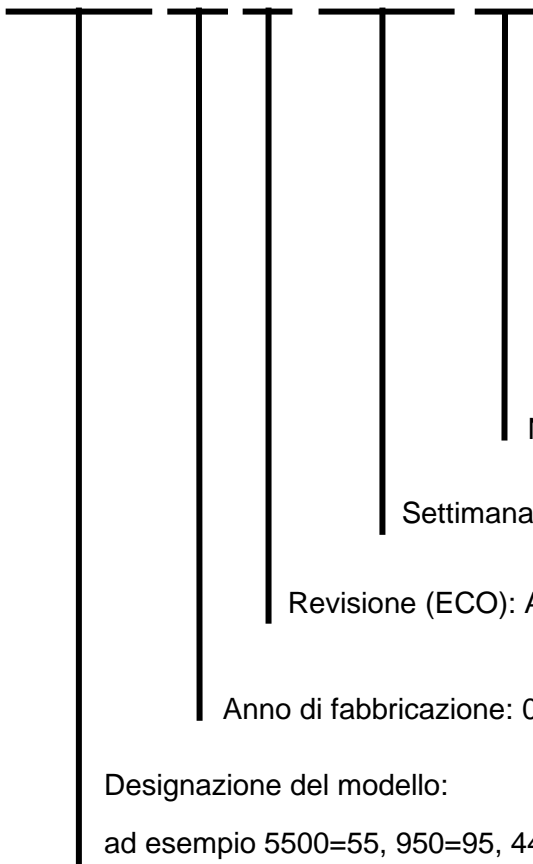 Settimana
Revisione (ECO): A
Anno di fabbricazione: 0
Designazione del modello:
ad esempio 5500=55, 950=95, 44